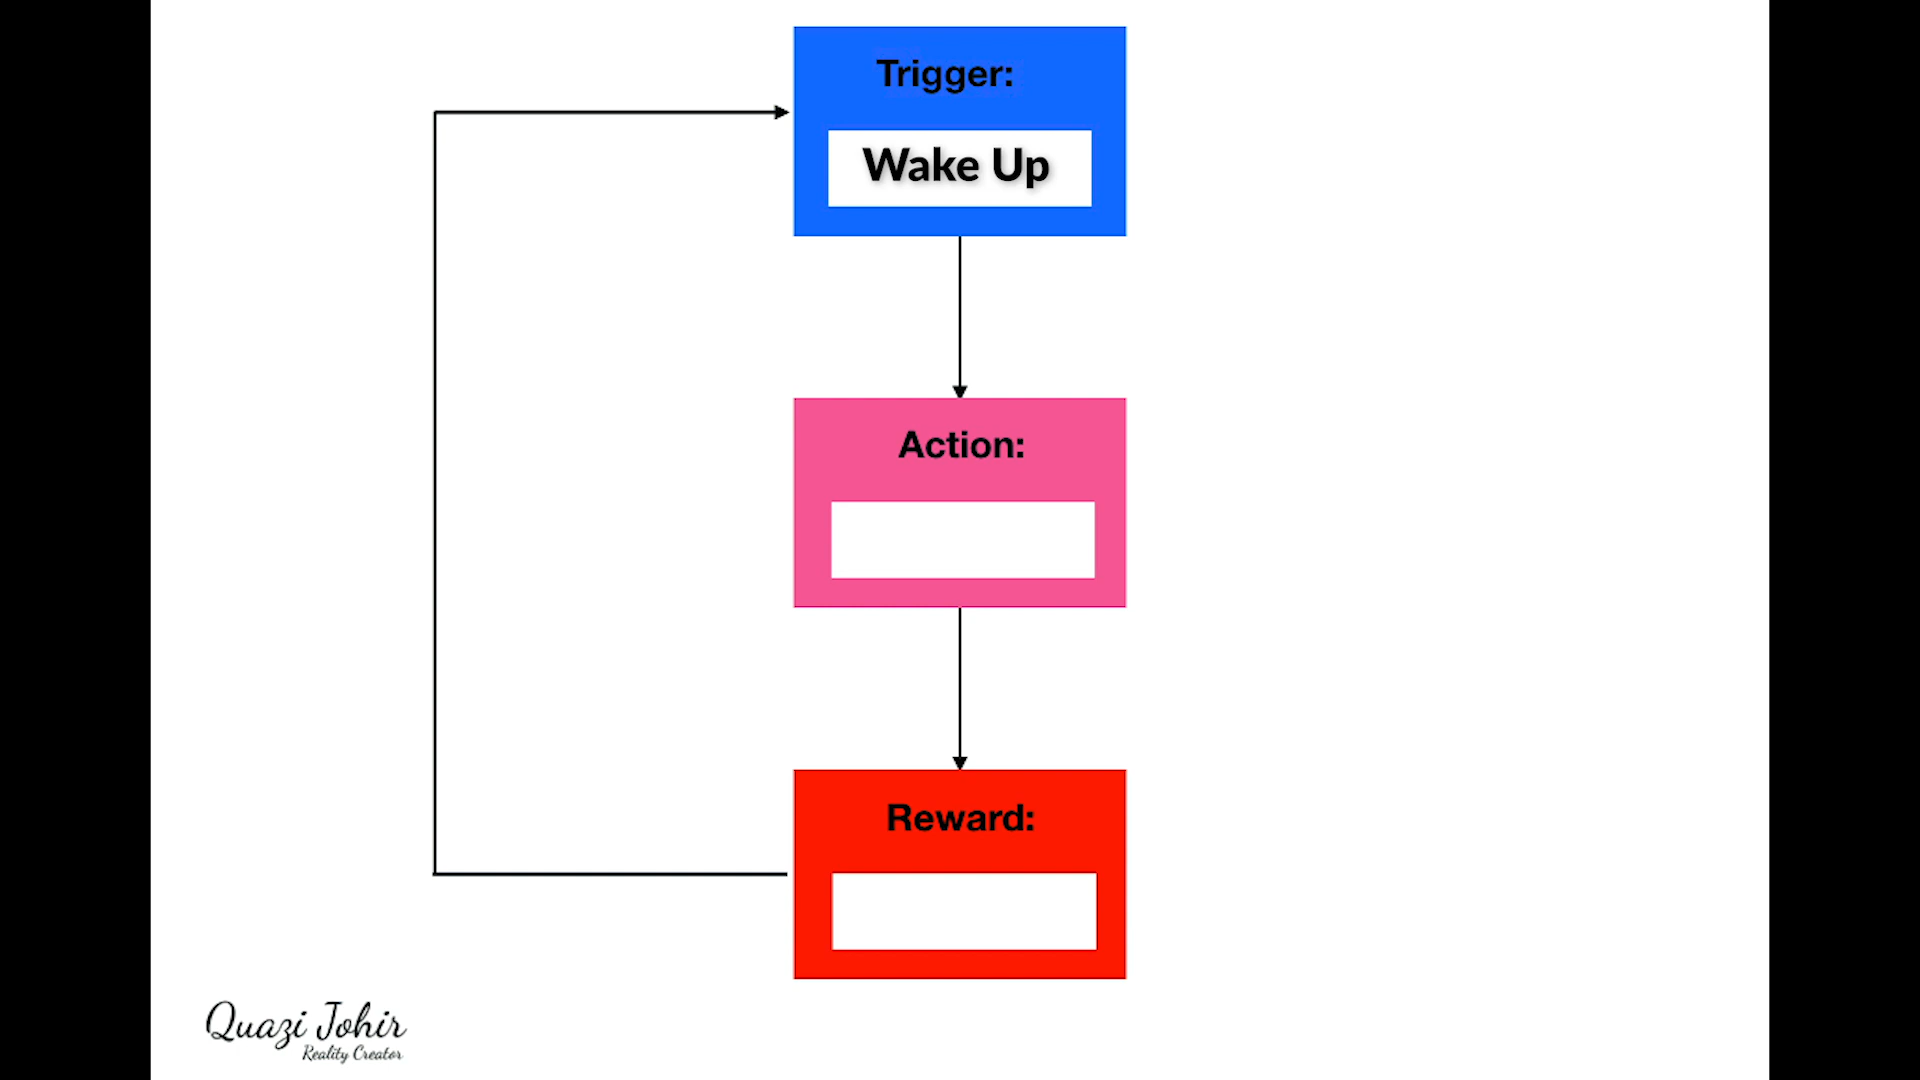 Trigger:
Wake Up
Action:
Reward:
Quazi Johir
Reality Creator